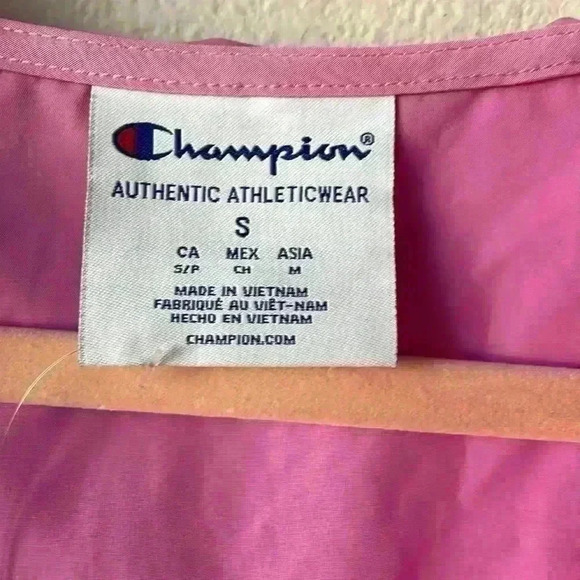 Champion®
AUTHENTIC ATHLETICWEAR
S
CA MEX ASIA
S/P CH M
MADE IN VIETNAM
FABRIQUÉ AU VIÊT-NAM
HECHO EN VIETNAM
CHAMPION.COM